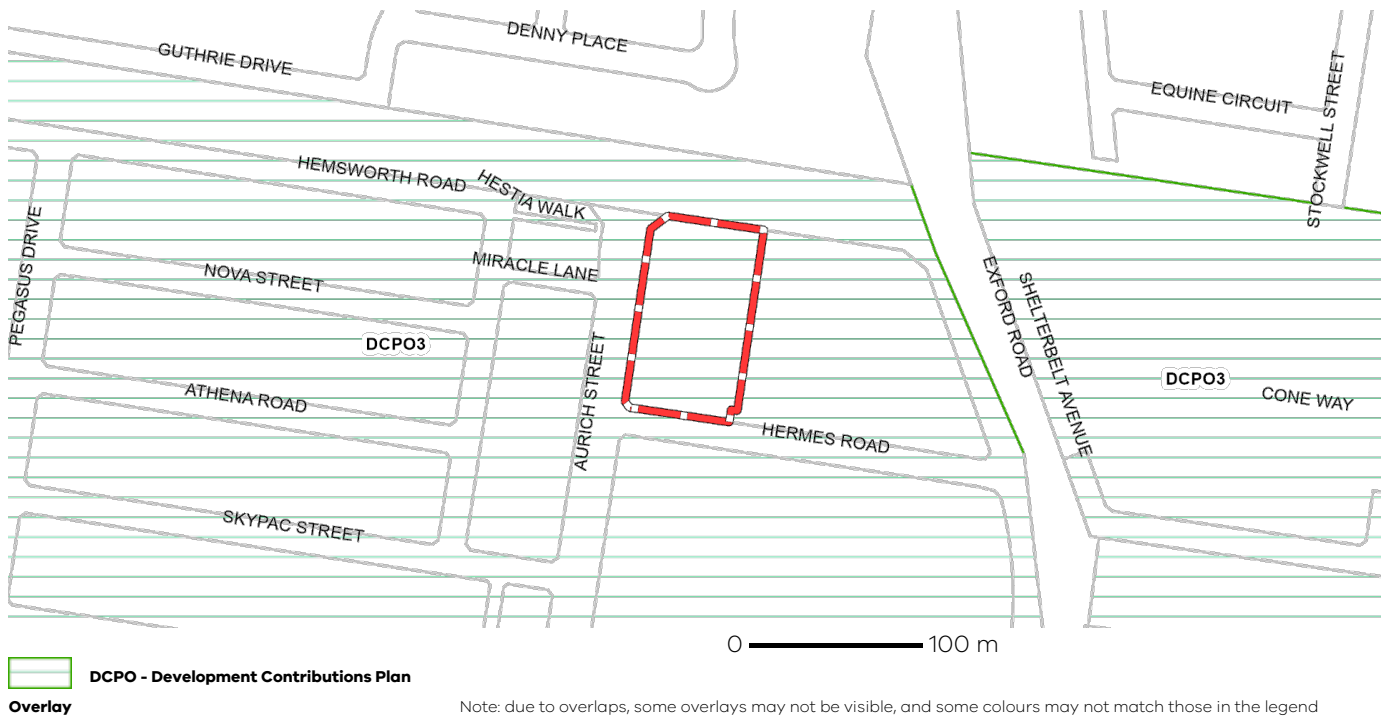 DENNY PLACE
GUTHRIE DRIVE
EQUINE CIRCUIT
STOCKWELL STREET
HEMSWORTH ROAD
HESTIA WALK
MIRACLE LANE
PEGASUS DRIVE
NOVA STREET
DCPO3
AURICH STREET
EXFORD ROAD
SHELTERBELT AVENUE
DCPO3
CONE WAY
ATHENA ROAD
HERMES ROAD
SKYPAC STREET
0 100 m
DCPO - Development Contributions Plan
Overlay
Note: due to overlaps, some overlays may not be visible, and some colours may not match those in the legend